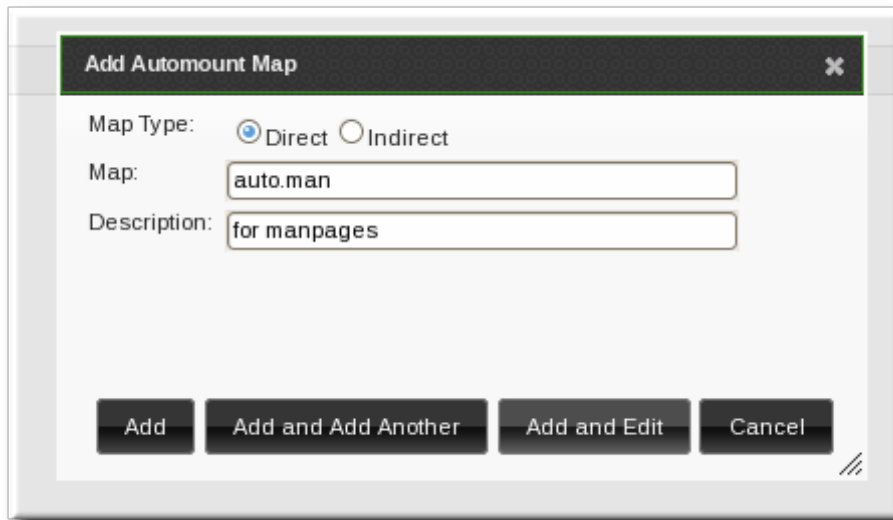 Add Automount Map
Map Type: Direct Indirect
Map: auto.man
Description: for manpages
Add Add and Add Another Add and Edit Cancel